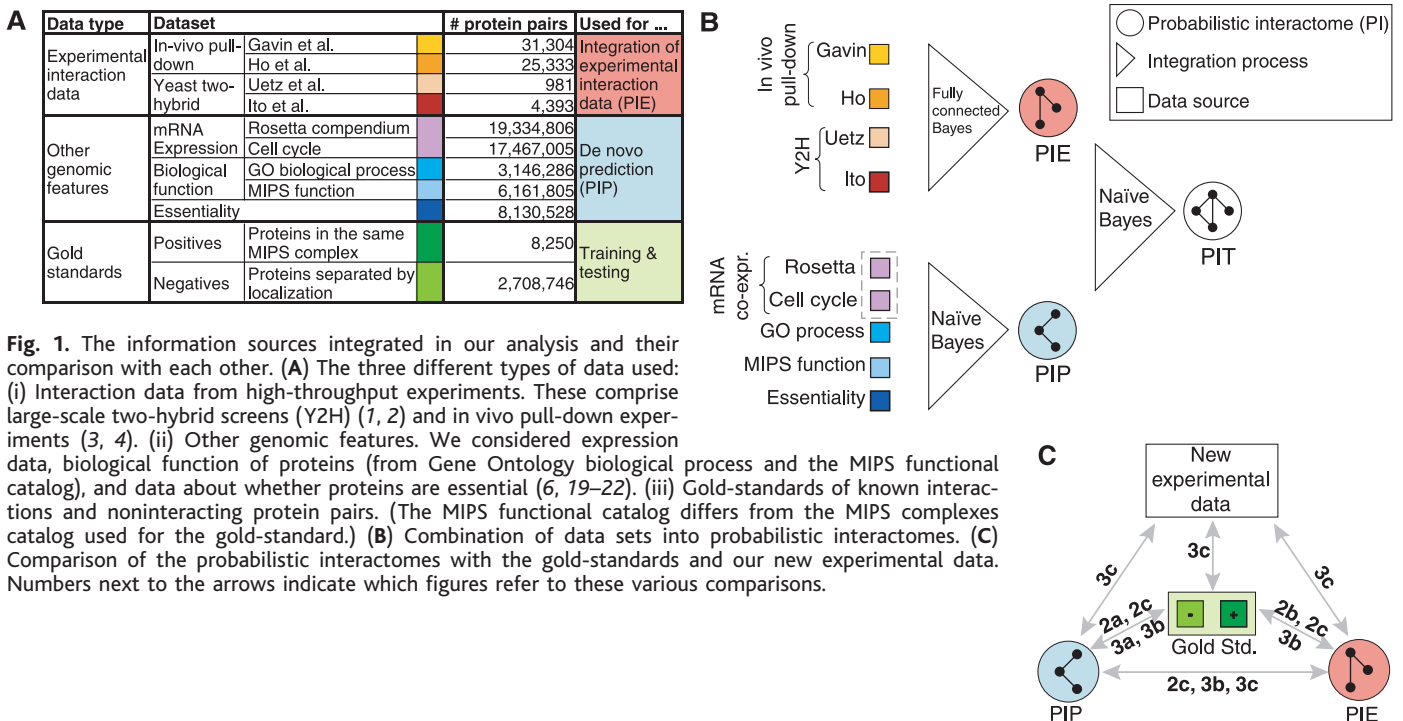 A
Data type Dataset # protein pairs Used for ...
Experimental interaction data
In-vivo pull-down
Gavin et al. 31,304
Ho et al. 25,333
Yeast two-hybrid
Uetz et al. 981
Ito et al. 4,393
Integration of experimental interaction data (PIE)
Other genomic features
mRNA Expression
Rosetta compendium 19,334,806
Cell cycle 17,467,005
Biological function
GO biological process 3,146,286
MIPS function 6,161,805
Essentiality 8,130,528
De novo prediction (PIP)
Gold standards
Positives Proteins in the same MIPS complex 8,250
Negatives Proteins separated by localization 2,708,746
Training & testing
B
In vivo pull-down
Gavin
Ho
Y2H
Uetz
Ito
Fully connected Bayes
PIE
mRNA co-expr.
Rosetta
Cell cycle
GO process
MIPS function
Essentiality
Naïve Bayes
PIP
Naïve Bayes
PIT
Probabilistic interactome (PI)
Integration process
Data source
Fig. 1. The information sources integrated in our analysis and their
comparison with each other. (A) The three different types of data used:
(i) Interaction data from high-throughput experiments. These comprise
large-scale two-hybrid screens (Y2H) (1, 2) and in vivo pull-down exper-
iments (3, 4). (ii) Other genomic features. We considered expression
data, biological function of proteins (from Gene Ontology biological process and the MIPS functional
catalog), and data about whether proteins are essential (6, 19–22). (iii) Gold-standards of known interac-
tions and noninteracting protein pairs. (The MIPS functional catalog differs from the MIPS complexes
catalog used for the gold-standard.) (B) Combination of data sets into probabilistic interactomes. (C)
Comparison of the probabilistic interactomes with the gold-standards and our new experimental data.
Numbers next to the arrows indicate which figures refer to these various comparisons.
C
New experimental data
3c
3c
3c
2a, 2c
3a, 3b
- +
Gold Std.
2b, 2c
3b
2c, 3b, 3c
PIP
PIE